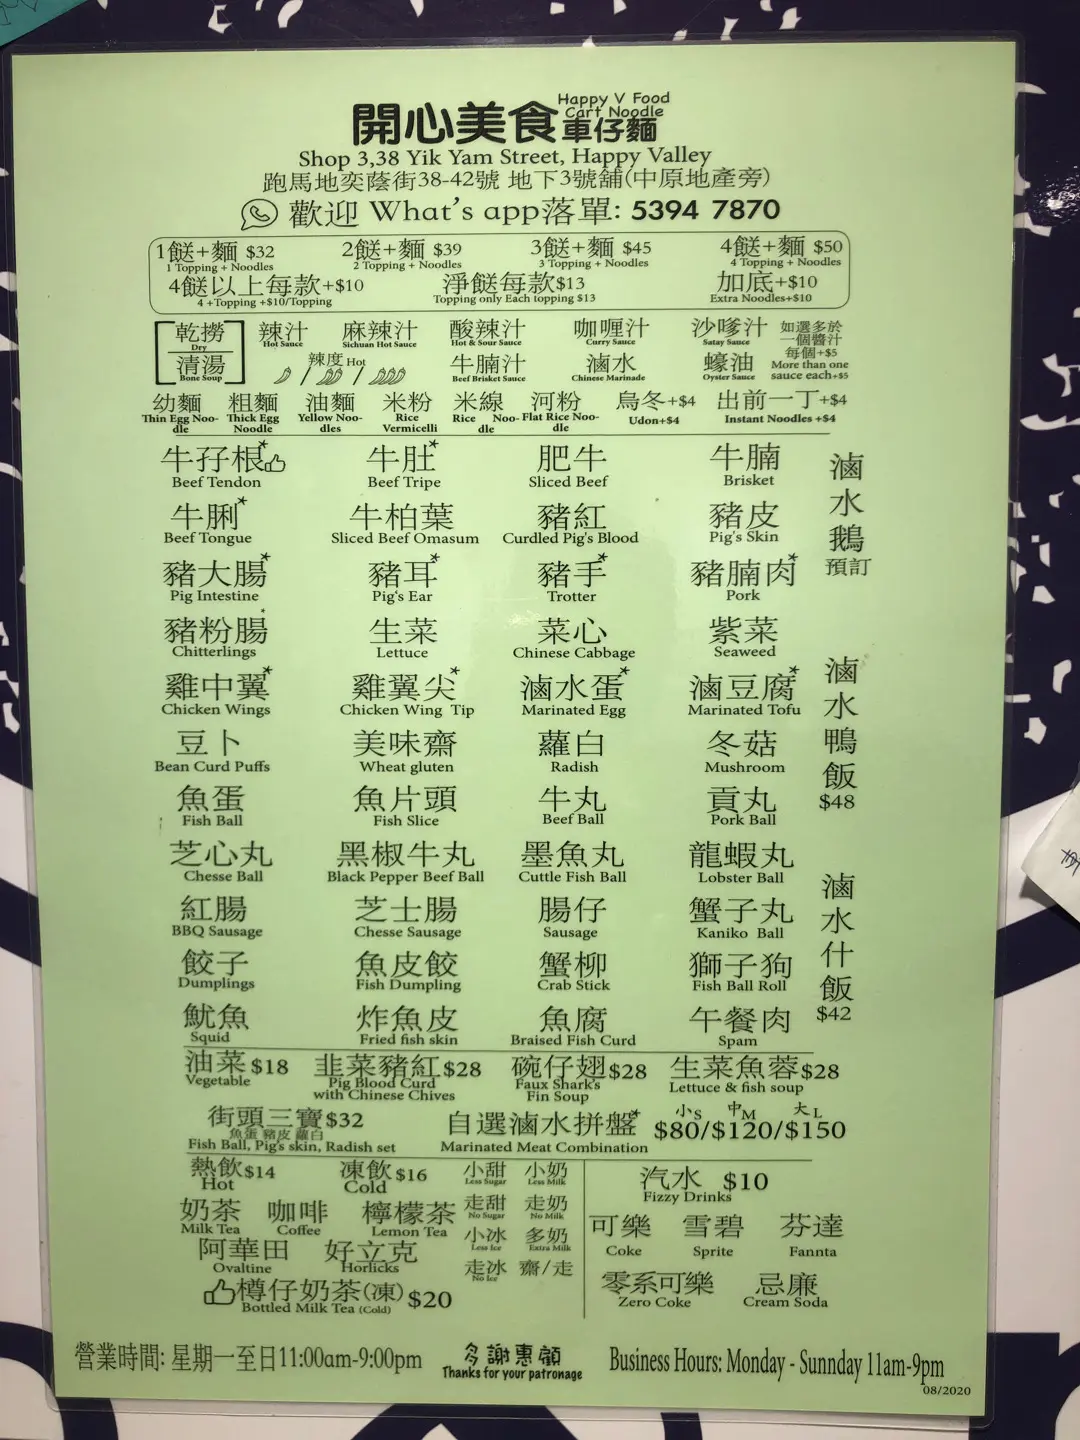 開心美食 Happy V Food Cart Noodle 車仔麵
Shop 3,38 Yik Yam Street, Happy Valley
跑馬地奕蔭街38-42號 地下3號舖(中原地產旁)
歡迎 What's app落單: 5394 7870
1餸+麵 $32 2餸+麵 $39 3餸+麵 $45 4餸+麵 $50
1 Topping + Noodles 2 Topping + Noodles 3 Topping + Noodles 4 Topping + Noodles
4餸以上每款+$10 淨餸每款$13 加底+$10
4 +Topping +$10/Topping Topping only Each topping $13 Extra Noodles+$10
乾撈 辣汁 麻辣汁 酸辣汁 咖喱汁 沙嗲汁 如選多於
Dry Hot Sauce Sichuan Hot Sauce Hot & Sour Sauce Curry Sauce Satay Sauce 一個醬汁
清湯 辣度 Hot 牛腩汁 滷水 蠔油 每個+$5
Bone Soup Beef Brisket Sauce Chinese Marinade Oyster Sauce More than one
sauce each+$5
幼麵 粗麵 油麵 米粉 米線 河粉 烏冬+$4 出前一丁+$4
Thin Egg Noo- Thick Egg Yellow Noo- Rice Rice Noo- Flat Rice Noo- Udon+$4 Instant Noodles +$4
dle Noodle dles Vermicelli dle dle
牛孖根* 牛肚* 肥牛 牛腩
Beef Tendon Beef Tripe Sliced Beef Brisket
牛脷* 牛柏葉 豬紅 豬皮
Beef Tongue Sliced Beef Omasum Curdled Pig's Blood Pig's Skin
豬大腸* 豬耳* 豬手* 豬腩肉*
Pig Intestine Pig's Ear Trotter Pork
豬粉腸 生菜 菜心 紫菜
Chitterlings Lettuce Chinese Cabbage Seaweed
雞中翼* 雞翼尖* 滷水蛋* 滷豆腐*
Chicken Wings Chicken Wing Tip Marinated Egg Marinated Tofu
豆卜 美味齋 蘿白 冬菇
Bean Curd Puffs Wheat gluten Radish Mushroom
魚蛋 魚片頭 牛丸 貢丸
Fish Ball Fish Slice Beef Ball Pork Ball
芝心丸 黑椒牛丸 墨魚丸 龍蝦丸
Chesse Ball Black Pepper Beef Ball Cuttle Fish Ball Lobster Ball
紅腸 芝士腸 腸仔 蟹子丸
BBQ Sausage Chesse Sausage Sausage Kaniko Ball
餃子 魚皮餃 蟹柳 獅子狗
Dumplings Fish Dumpling Crab Stick Fish Ball Roll
魷魚 炸魚皮 魚腐 午餐肉
Squid Fried fish skin Braised Fish Curd Spam
滷水鵝預訂
滷水鴨飯$48
滷水什飯$42
油菜 $18 韭菜豬紅 $28 碗仔翅 $28 生菜魚蓉 $28
Vegetable Pig Blood Curd Faux Shark's Lettuce & fish soup
with Chinese Chives Fin Soup
街頭三寶 $32 自選滷水拼盤* 小S 中M 大L
魚蛋 豬皮 蘿白 $80/$120/$150
Fish Ball, Pig's skin, Radish set Marinated Meat Combination
熱飲 $14 凍飲 $16 小甜 小奶
Hot Cold Less Sugar Less Milk
奶茶 咖啡 檸檬茶 走甜 走奶
Milk Tea Coffee Lemon Tea No Sugar No Milk
阿華田 好立克 小冰 多奶
Ovaltine Horlicks Less Ice Extra Milk
樽仔奶茶(凍) $20 走冰 齋/走
Bottled Milk Tea (Cold) No Ice
汽水 $10
Fizzy Drinks
可樂 雪碧 芬達
Coke Sprite Fannta
零系可樂 忌廉
Zero Coke Cream Soda
營業時間: 星期一至日11:00am-9:00pm 多謝惠顧 Business Hours: Monday - Sunnday 11am-9pm
Thanks for your patronage
08/2020